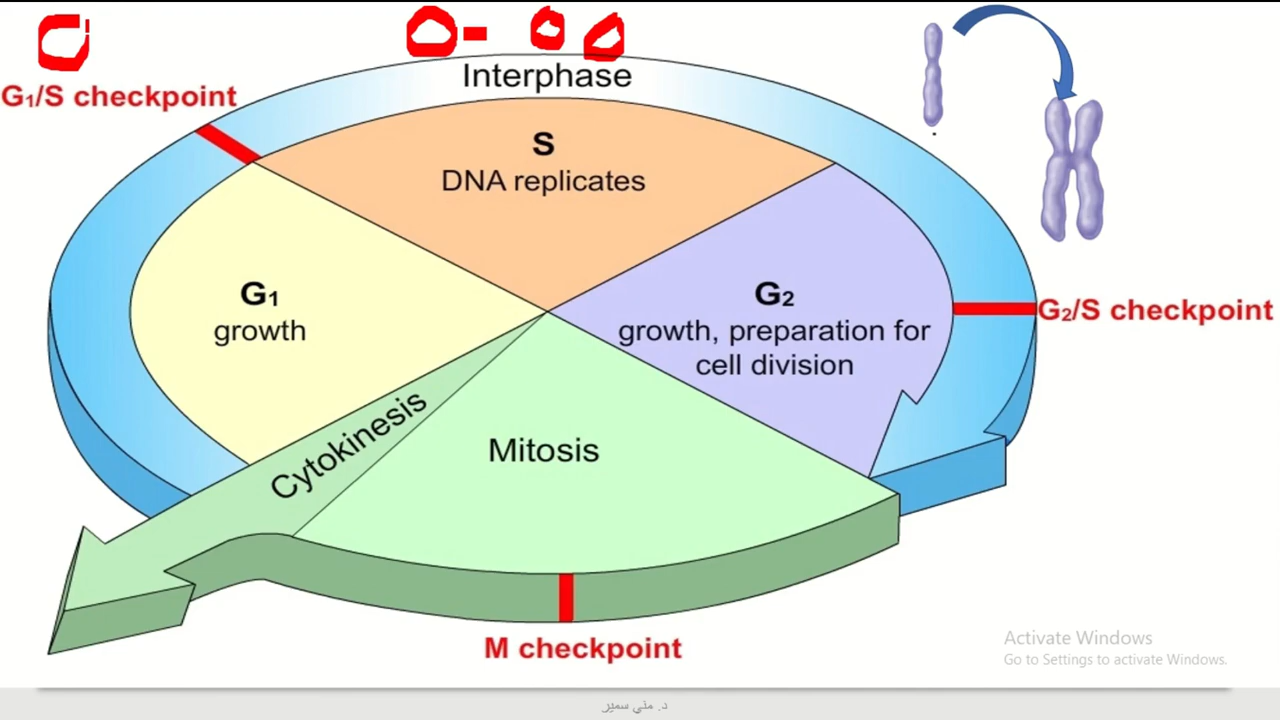 Interphase
G₁/S checkpoint
S
DNA replicates
G₁
growth
G₂
growth, preparation for
cell division
G₂/S checkpoint
Cytokinesis
Mitosis
M checkpoint
Activate Windows
Go to Settings to activate Windows.
د. مني سمير